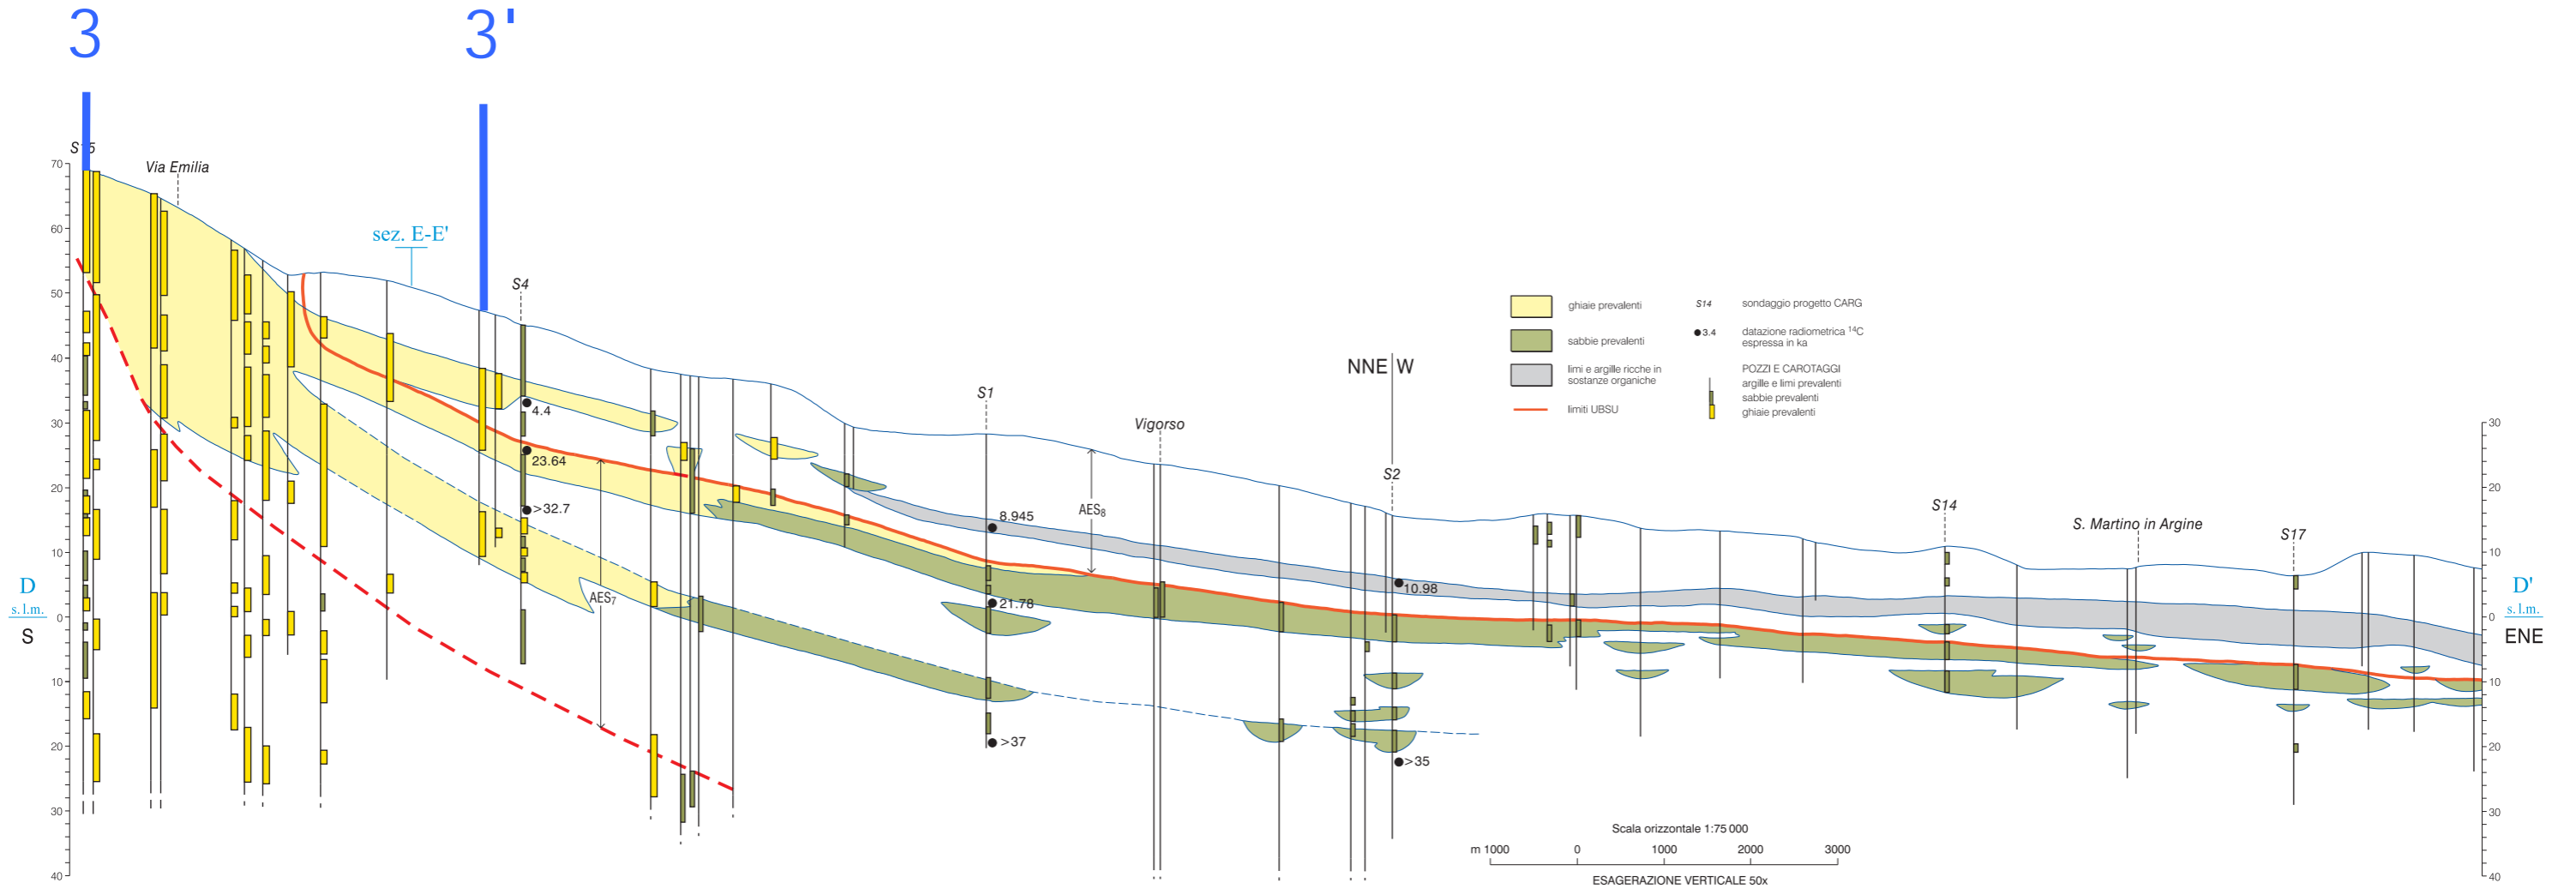 3
3'
S15
Via Emilia
sez. E-E'
S4
S1
Vigorso
NNE W
S2
S14
S. Martino in Argine
S17
70
60
50
40
30
20
10
0
10
20
30
40
D
s. l.m.
S
4.4
23.64
>32.7
AES7
8.945
21.78
>37
AES8
10.98
>35
ghiaie prevalenti
sabbie prevalenti
limi e argille ricche in
sostanze organiche
limiti UBSU
S14 sondaggio progetto CARG
3.4 datazione radiometrica 14C
espressa in ka
POZZI E CAROTAGGI
argille e limi prevalenti
sabbie prevalenti
ghiaie prevalenti
30
20
10
0
10
20
30
40
D'
s. l.m.
ENE
Scala orizzontale 1:75 000
m 1000 0 1000 2000 3000
ESAGERAZIONE VERTICALE 50x